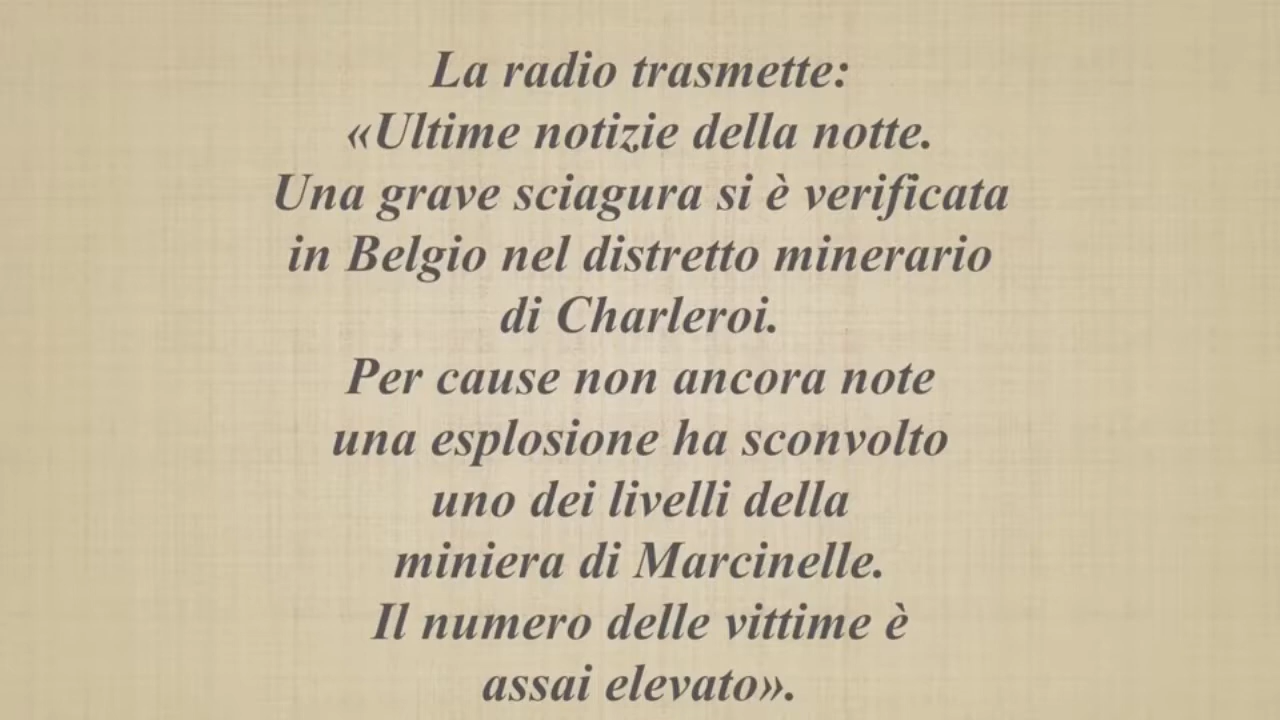 La radio trasmette:
«Ultime notizie della notte.
Una grave sciagura si è verificata
in Belgio nel distretto minerario
di Charleroi.
Per cause non ancora note
una esplosione ha sconvolto
uno dei livelli della
miniera di Marcinelle.
Il numero delle vittime è
assai elevato».